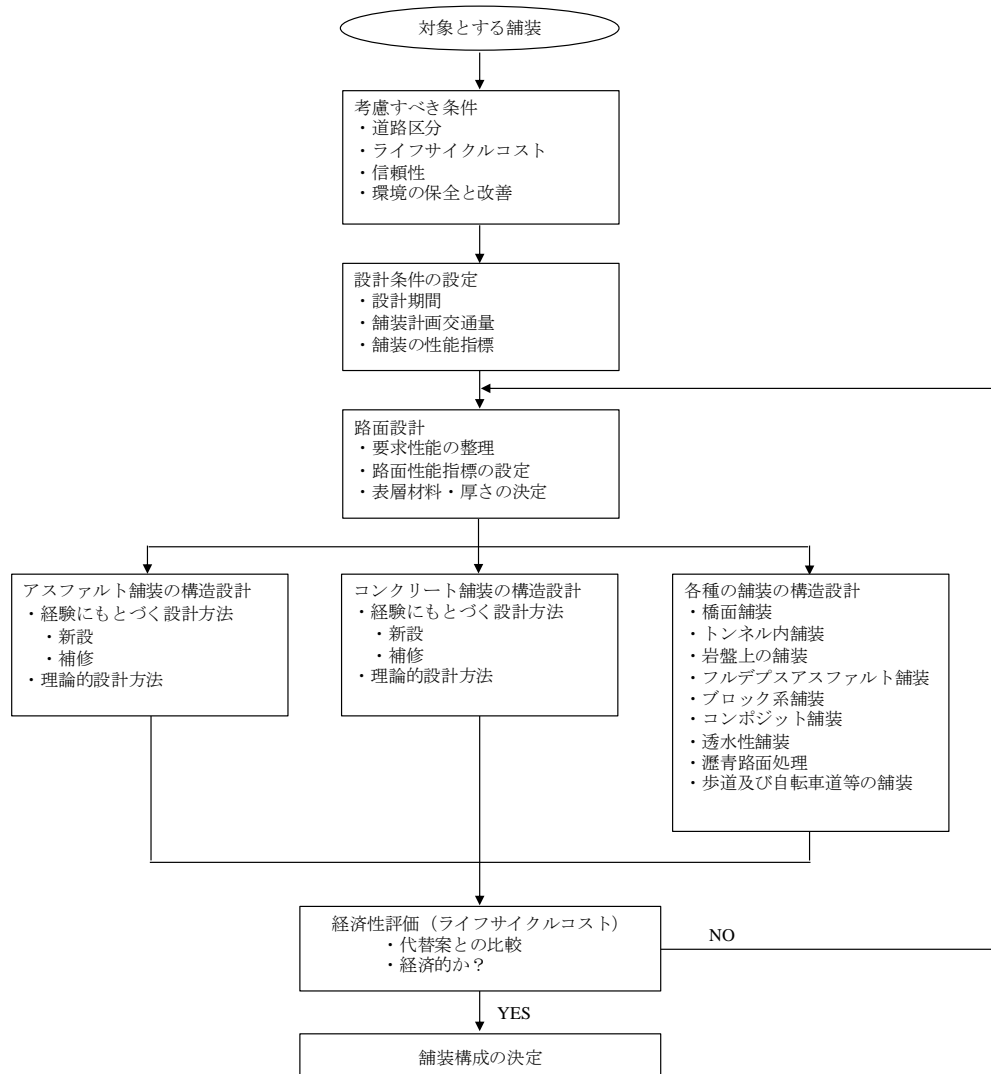 対象とする舗装
考慮すべき条件
・道路区分
・ライフサイクルコスト
・信頼性
・環境の保全と改善
設計条件の設定
・設計期間
・舗装計画交通量
・舗装の性能指標
路面設計
・要求性能の整理
・路面性能指標の設定
・表層材料・厚さの決定
アスファルト舗装の構造設計
・経験にもとづく設計方法
・新設
・補修
・理論的設計方法
コンクリート舗装の構造設計
・経験にもとづく設計方法
・新設
・補修
・理論的設計方法
各種の舗装の構造設計
・橋面舗装
・トンネル内舗装
・岩盤上の舗装
・フルデプスアスファルト舗装
・ブロック系舗装
・コンポジット舗装
・透水性舗装
・瀝青路面処理
・歩道及び自転車道等の舗装
経済性評価（ライフサイクルコスト）
・代替案との比較
・経済的か？
NO
YES
舗装構成の決定